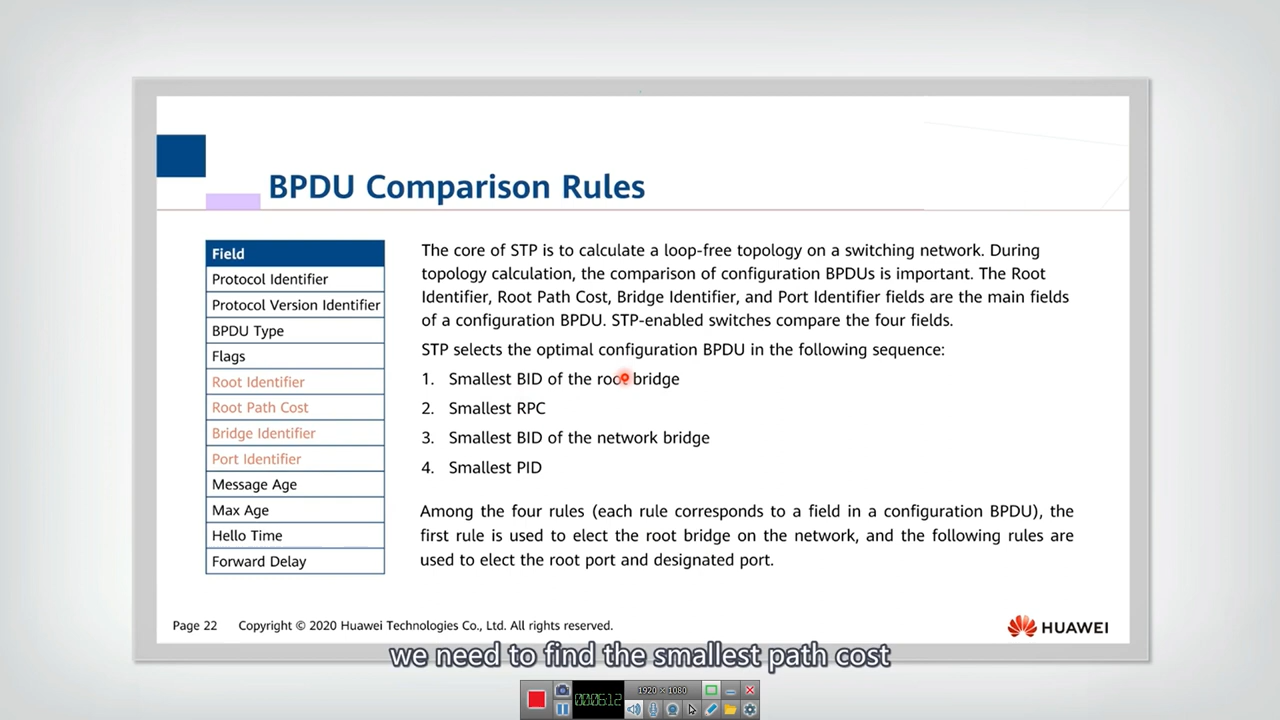 BPDU Comparison Rules
Field
Protocol Identifier
Protocol Version Identifier
BPDU Type
Flags
Root Identifier
Root Path Cost
Bridge Identifier
Port Identifier
Message Age
Max Age
Hello Time
Forward Delay
The core of STP is to calculate a loop-free topology on a switching network. During
topology calculation, the comparison of configuration BPDUs is important. The Root
Identifier, Root Path Cost, Bridge Identifier, and Port Identifier fields are the main fields
of a configuration BPDU. STP-enabled switches compare the four fields.
STP selects the optimal configuration BPDU in the following sequence:
1. Smallest BID of the root bridge
2. Smallest RPC
3. Smallest BID of the network bridge
4. Smallest PID
Among the four rules (each rule corresponds to a field in a configuration BPDU), the
first rule is used to elect the root bridge on the network, and the following rules are
used to elect the root port and designated port.
Page 22 Copyright © 2020 Huawei Technologies Co., Ltd. All rights reserved.
HUAWEI
we need to find the smallest path cost
1920 x 1080